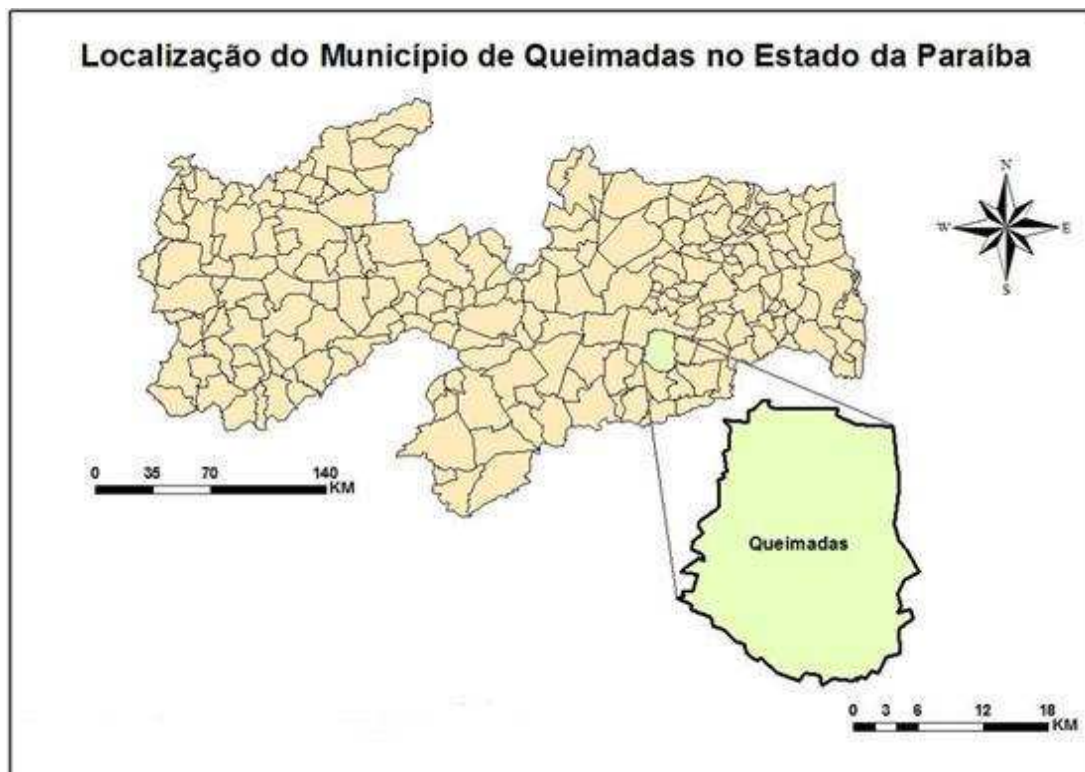 Localização do Município de Queimadas no Estado da Paraíba
N
W E
S
0 35 70 140
KM
Queimadas
0 3 6 12 18
KM